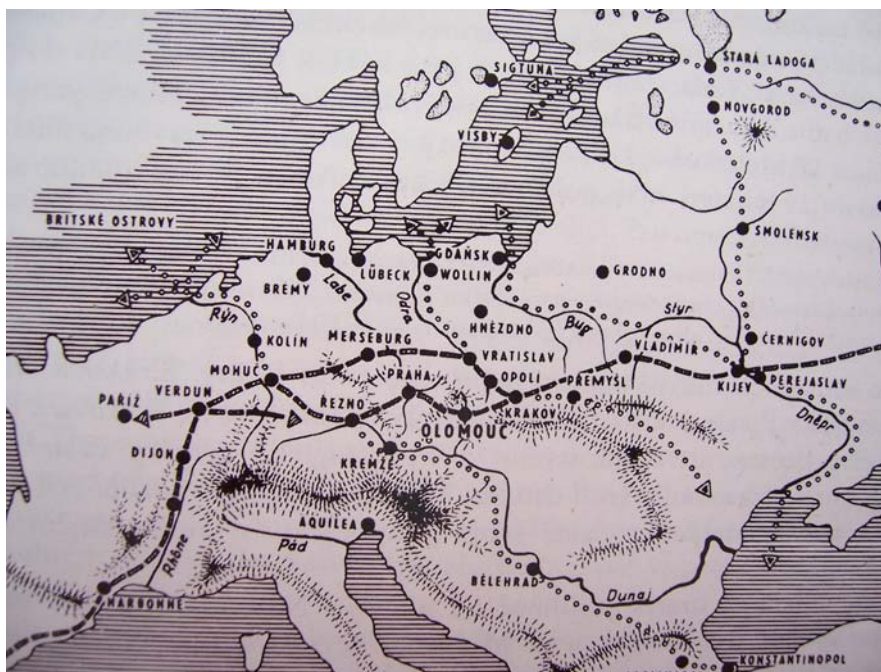 SIGTUNA
STARÁ LADOGA
NOVGOROD
VISBY
BRITSKÉ OSTROVY
SMOLENSK
HAMBURG
GDAŇSK
LÜBECK
WOLLIN
GRODNO
BRÉMY
Labe
Odra
Rýn
HNĚZDNO
Bug
Styr
KOLÍN
MERSEBURG
VRATISLAV
VLADIMÍR
ČERNIGOV
MOHUČ
PRAHA
OPOLÍ
PŘEMYŠL
KIJEV
PEREJASLAV
PAŘÍŽ
VERDUN
ŘEZNO
KRAKOV
Dněpr
OLOMOUC
DIJON
KREMŽE
AQUILEA
Rhône
Pád
BĚLEHRAD
Dunaj
NARBONNE
KONSTANTINOPOL